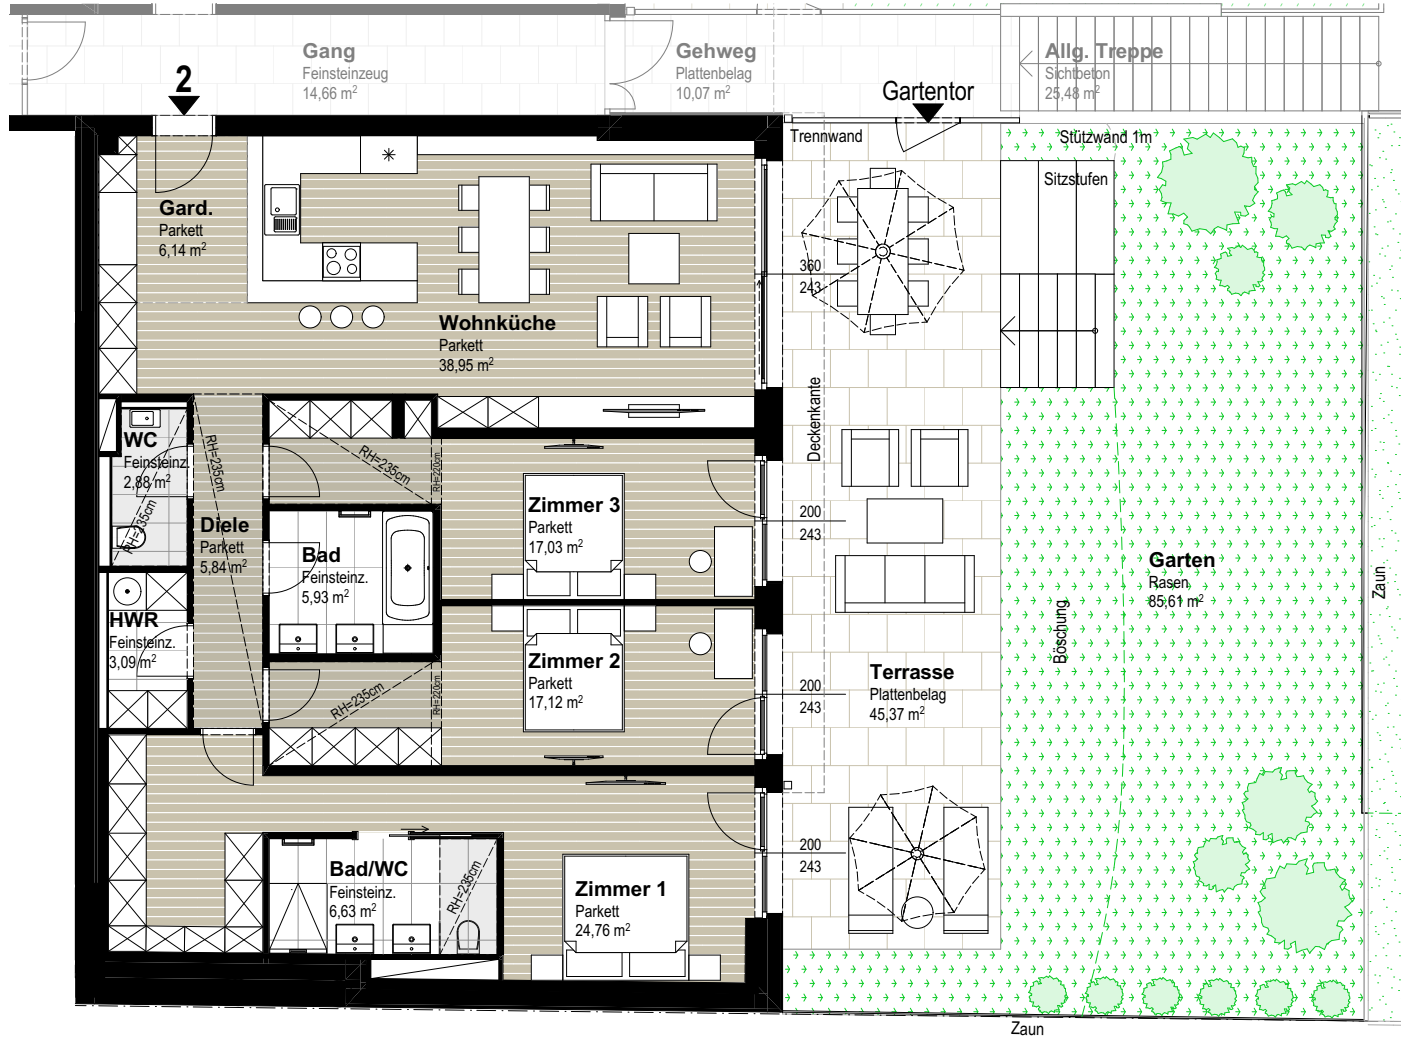 Gang
Feinsteinzeug
14,66 m²
Gehweg
Plattenbelag
10,07 m²
Allg. Treppe
Sichtbeton
25,48 m²
2
Gartentor
Trennwand
Stützwand 1m
Sitzstufen
Gard.
Parkett
6,14 m²
360
243
Wohnküche
Parkett
38,95 m²
Deckenkante
WC
Feinsteinz.
2,88 m²
RH=235cm
RH=235cm
RH=235cm
RH=220cm
Diele
Parkett
5,84 m²
Bad
Feinsteinz.
5,93 m²
Zimmer 3
Parkett
17,03 m²
200
243
Garten
Rasen
85,61 m²
Zaun
HWR
Feinsteinz.
3,09 m²
Zimmer 2
Parkett
17,12 m²
RH=235cm
RH=220cm
200
243
Terrasse
Plattenbelag
45,37 m²
Böschung
Bad/WC
Feinsteinz.
6,63 m²
RH=235cm
Zimmer 1
Parkett
24,76 m²
200
243
Zaun